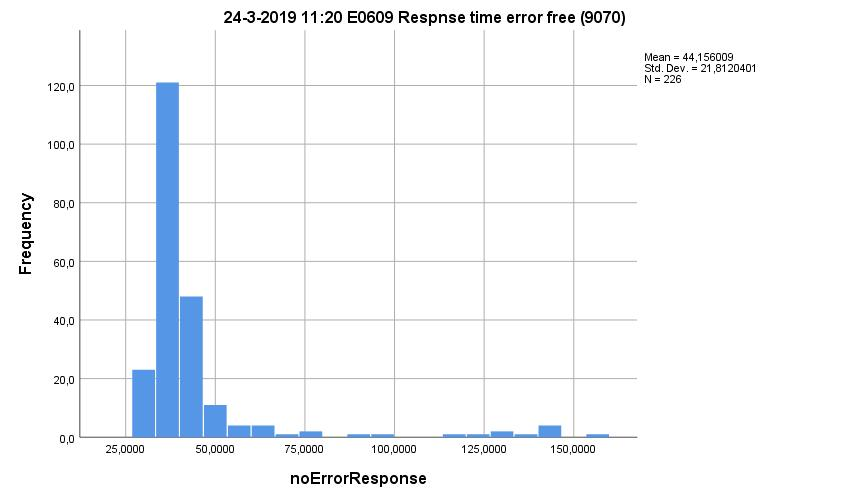 24-3-2019 11:20 E0609 Respnse time error free (9070)
Mean = 44,156009
Std. Dev. = 21,8120401
N = 226
120,0
100,0
80,0
60,0
40,0
20,0
0,0
Frequency
25,0000 50,0000 75,0000 100,0000 125,0000 150,0000
noErrorResponse